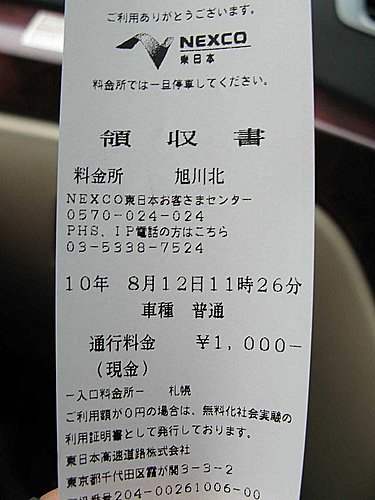 ご利用ありがとうございます。
NEXCO
東日本
料金所では一旦停車してください。
領収書
料金所 旭川北
NEXCO東日本お客さまセンター
0570-024-024
PHS、IP電話の方はこちら
03-5338-7524
10年 8月12日11時26分
車種 普通
通行料金 ¥1,000-
(現金)
-入口料金所- 札幌
ご利用額が0円の場合は、無料化社会実験の
利用証明書として発行しております。
東日本高速道路株式会社
東京都千代田区霞が関3-3-2
204-00261006-00